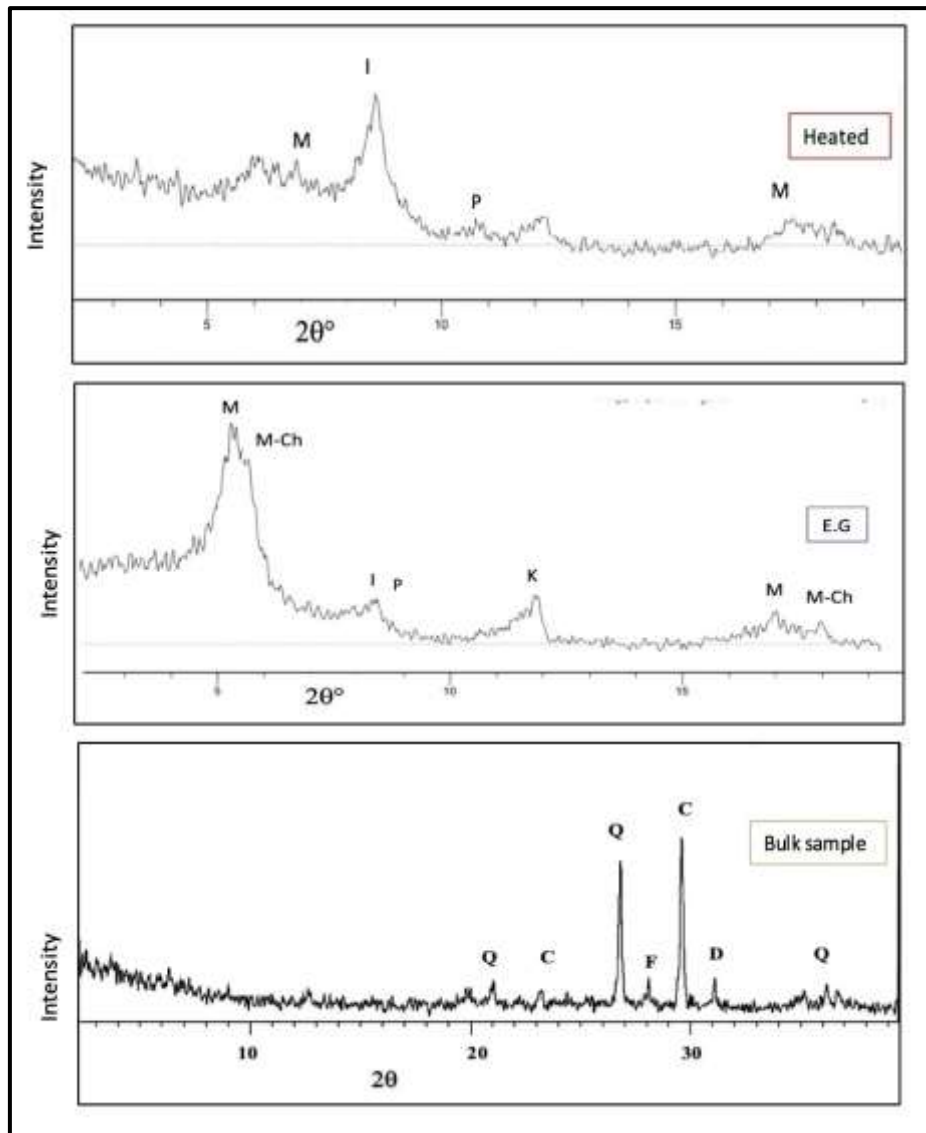 I
M
Heated
P
M
Intensity
5
10
15
2θ°
M
M-Ch
E.G
I
P
K
M
M-Ch
Intensity
5
10
15
2θ°
C
Q
Bulk sample
Q
C
F
D
Q
Intensity
10
20
30
2θ